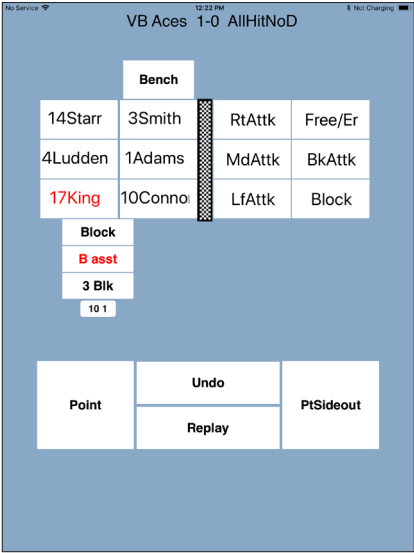 No Service 12:22 PM Not Charging
VB Aces 1-0 AllHitNoD
Bench
14Starr 3Smith RtAttk Free/Er
4Ludden 1Adams MdAttk BkAttk
17King 10Conno LfAttk Block
Block
B asst
3 Blk
10 1
Point Undo PtSideout
Replay